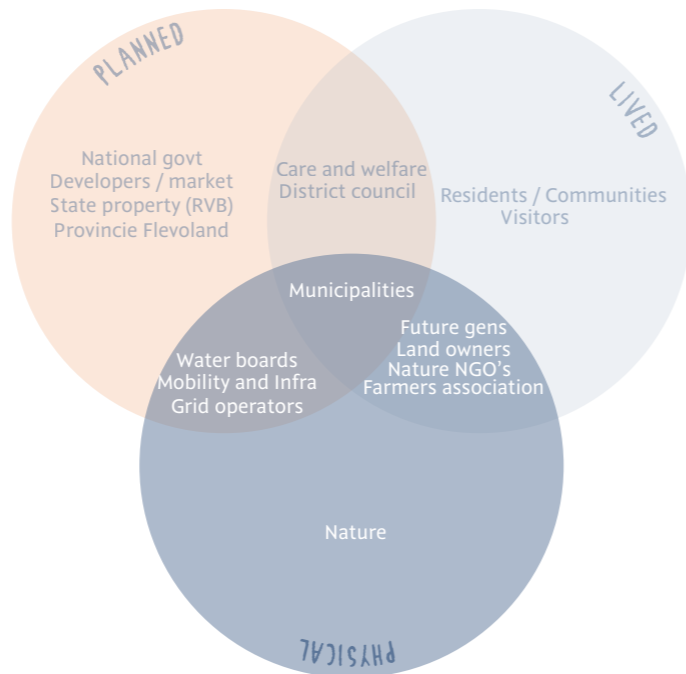 PLANNED
LIVED
National govt
Developers / market
State property (RVB)
Provincie Flevoland
Care and welfare
District council
Residents / Communities
Visitors
Municipalities
Future gens
Land owners
Nature NGO's
Farmers association
Water boards
Mobility and Infra
Grid operators
Nature
PHYSICAL